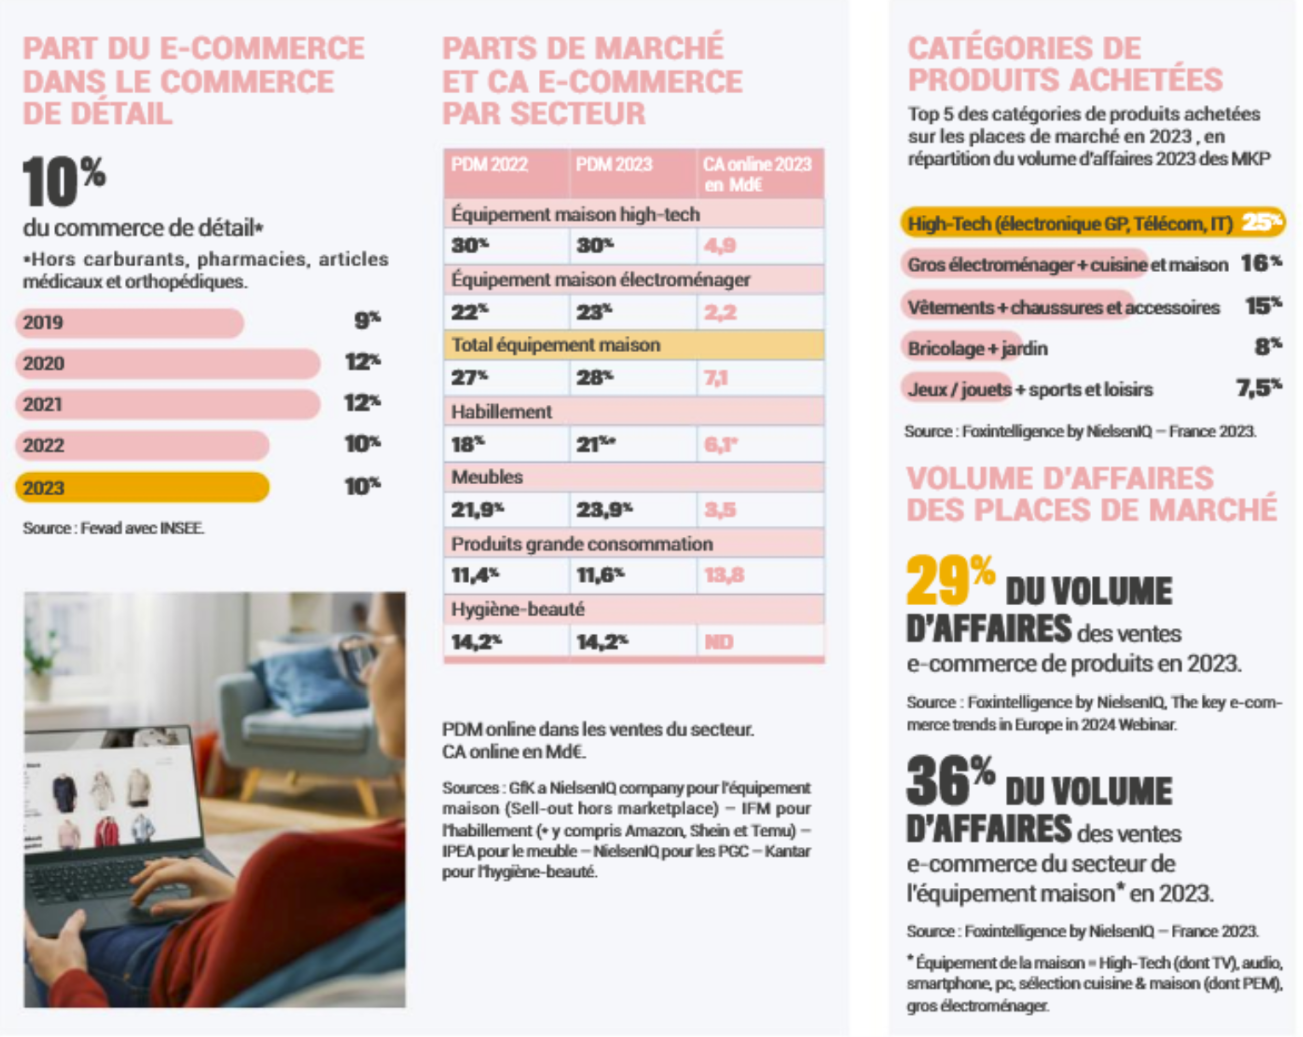 PART DU E-COMMERCE
DANS LE COMMERCE
DE DÉTAIL
10%
du commerce de détail*
*Hors carburants, pharmacies, articles
médicaux et orthopédiques.
2019 9%
2020 12%
2021 12%
2022 10%
2023 10%
Source : Fevad avec INSEE.
PARTS DE MARCHÉ
ET CA E-COMMERCE
PAR SECTEUR
PDM 2022 PDM 2023 CA online 2023
en Md€
Équipement maison high-tech
30% 30% 4,9
Équipement maison électroménager
22% 23% 2,2
Total équipement maison
27% 28% 7,1
Habillement
18% 21%* 6,1*
Meubles
21,9% 23,9% 3,5
Produits grande consommation
11,4% 11,6% 13,8
Hygiène-beauté
14,2% 14,2% ND
PDM online dans les ventes du secteur.
CA online en Md€.
Sources : GfK a NielsenIQ company pour l'équipement
maison (Sell-out hors marketplace) – IFM pour
l'habillement (* y compris Amazon, Shein et Temu) –
IPEA pour le meuble – NielsenIQ pour les PGC – Kantar
pour l'hygiène-beauté.
CATÉGORIES DE
PRODUITS ACHETÉES
Top 5 des catégories de produits achetées
sur les places de marché en 2023 , en
répartition du volume d'affaires 2023 des MKP
High-Tech (électronique GP, Télécom, IT) 25%
Gros électroménager + cuisine et maison 16%
Vêtements + chaussures et accessoires 15%
Bricolage + jardin 8%
Jeux / jouets + sports et loisirs 7,5%
Source : Foxintelligence by NielsenIQ – France 2023.
VOLUME D'AFFAIRES
DES PLACES DE MARCHÉ
29% DU VOLUME
D'AFFAIRES des ventes
e-commerce de produits en 2023.
Source : Foxintelligence by NielsenIQ, The key e-com-
merce trends in Europe in 2024 Webinar.
36% DU VOLUME
D'AFFAIRES des ventes
e-commerce du secteur de
l'équipement maison* en 2023.
Source : Foxintelligence by NielsenIQ – France 2023.
* Équipement de la maison = High-Tech (dont TV), audio,
smartphone, pc, sélection cuisine & maison (dont PEM),
gros électroménager.